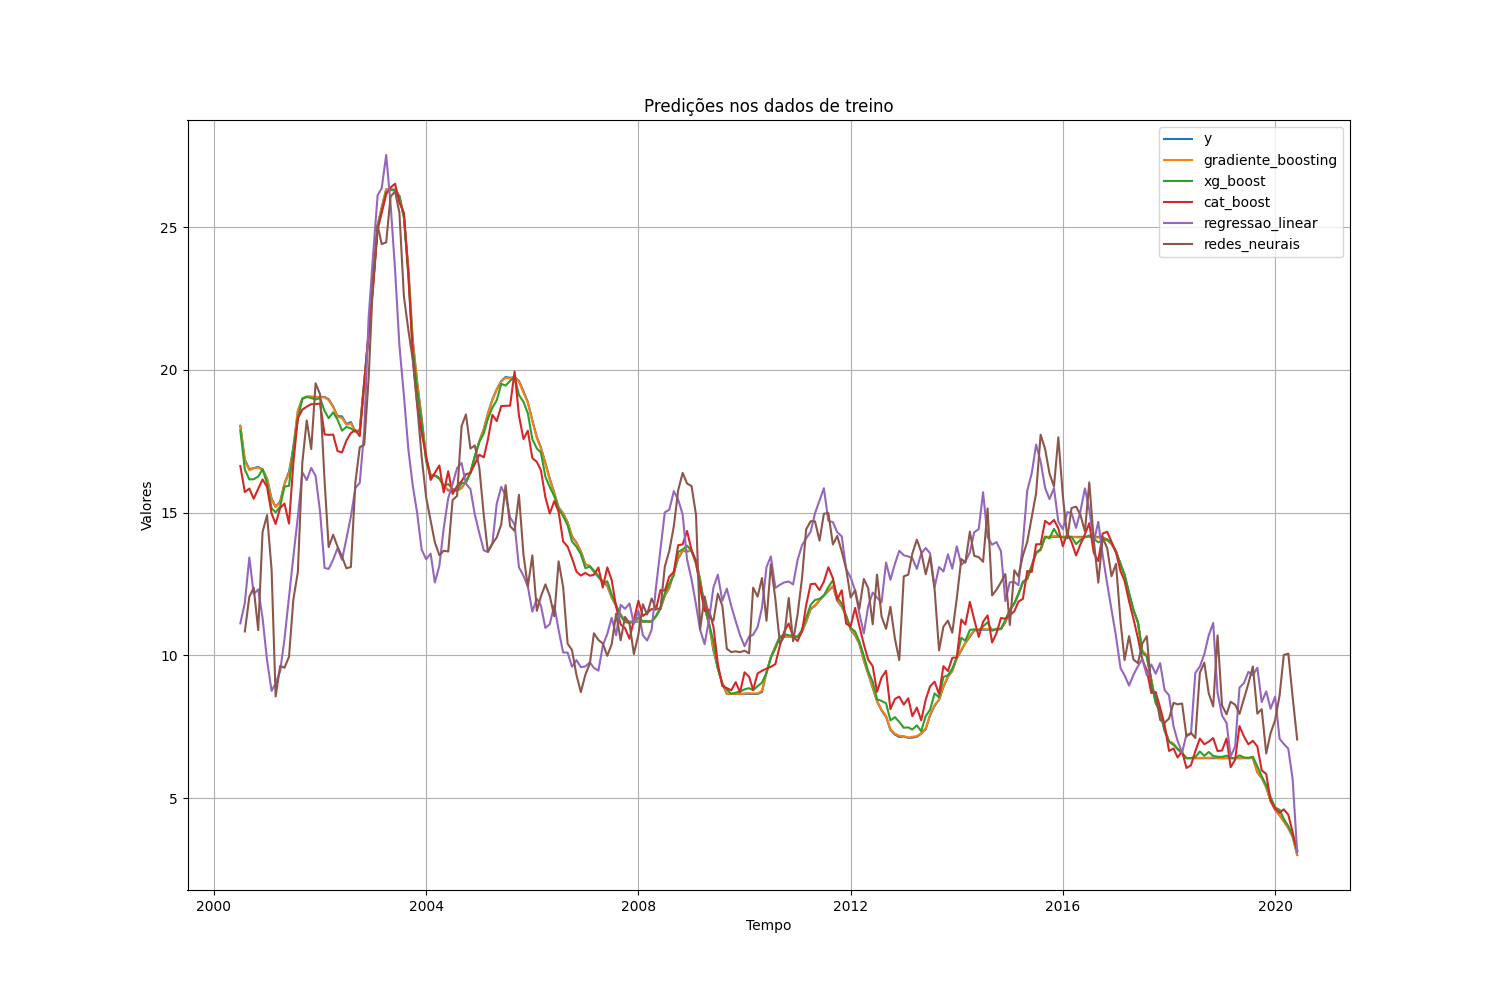 Predições nos dados de treino
y
gradiente_boosting
xg_boost
cat_boost
regressao_linear
redes_neurais
25
20
15
10
5
Valores
2000
2004
2008
2012
2016
2020
Tempo